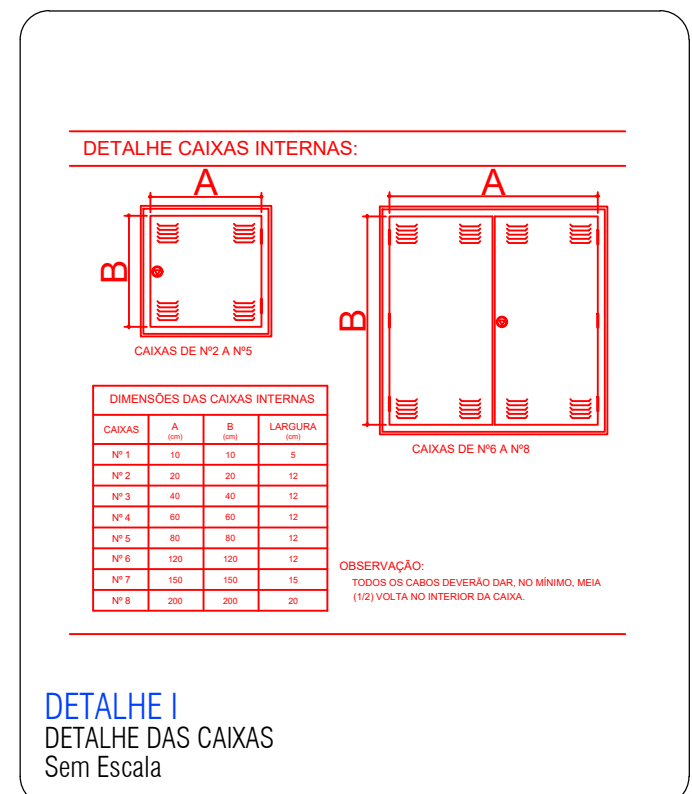 DETALHE CAIXAS INTERNAS:
A
B
CAIXAS DE Nº2 A Nº5
A
B
CAIXAS DE Nº6 A Nº8
DIMENSÕES DAS CAIXAS INTERNAS
CAIXAS A (cm) B (cm) LARGURA (cm)
Nº 1 10 10 5
Nº 2 20 20 12
Nº 3 40 40 12
Nº 4 60 60 12
Nº 5 80 80 12
Nº 6 120 120 12
Nº 7 150 150 15
Nº 8 200 200 20
OBSERVAÇÃO:
TODOS OS CABOS DEVERÃO DAR, NO MÍNIMO, MEIA
(1/2) VOLTA NO INTERIOR DA CAIXA.
DETALHE I
DETALHE DAS CAIXAS
Sem Escala